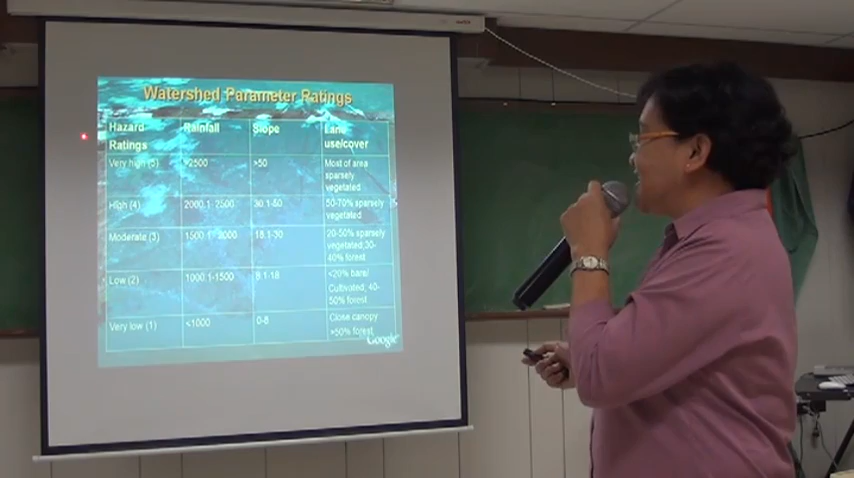 Watershed Parameter Ratings
Hazard Rainfall Slope Land
Ratings use/cover
Very high (5) >2500 >50 Most of area
sparsely
vegetated
High (4) 2000.1- 2500 30.1-50 50-70% sparsely
vegetated
Moderate (3) 1500.1- 2000 18.1-30 20-50% sparsely
vegetated;30-
40% forest
Low (2) 1000.1-1500 8.1-18 <20% bare/
Cultivated; 40-
50% forest
Very low (1) <1000 0-8 Close canopy
>50% forest
Google